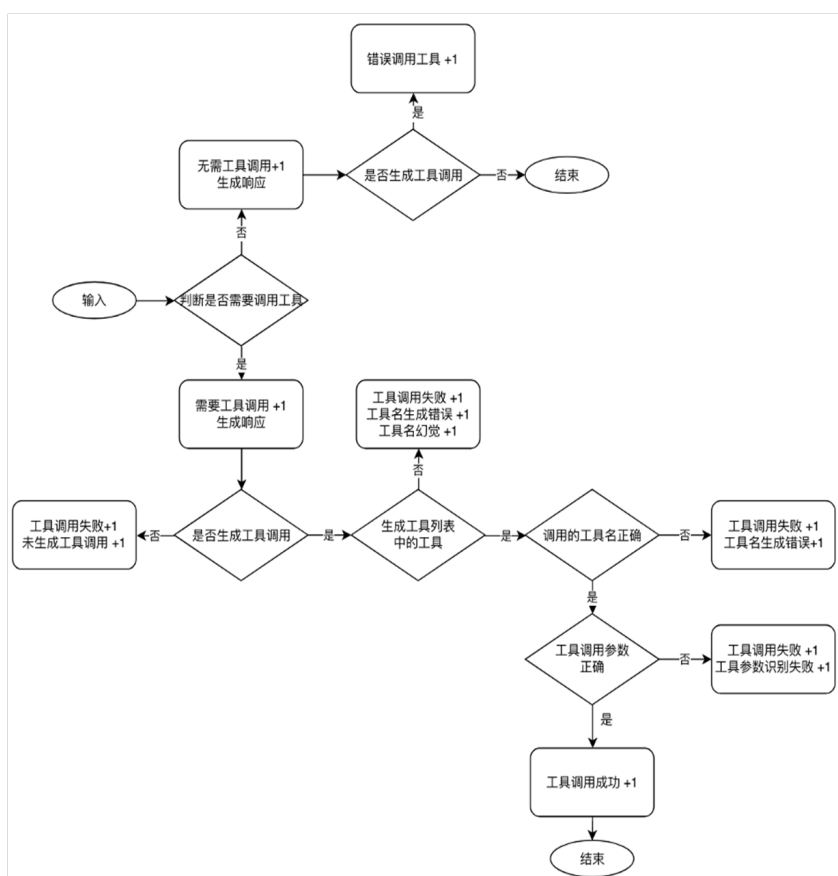 错误调用工具 +1
是
无需工具调用+1
生成响应
是否生成工具调用
否
结束
否
输入
判断是否需要调用工具
是
需要工具调用 +1
生成响应
工具调用失败 +1
工具名生成错误 +1
工具名幻觉 +1
否
工具调用失败+1
未生成工具调用 +1
否
是否生成工具调用
是
生成工具列表
中的工具
是
调用的工具名正确
否
工具调用失败 +1
工具名生成错误+1
是
工具调用参数
正确
否
工具调用失败 +1
工具参数识别失败 +1
是
工具调用成功 +1
结束